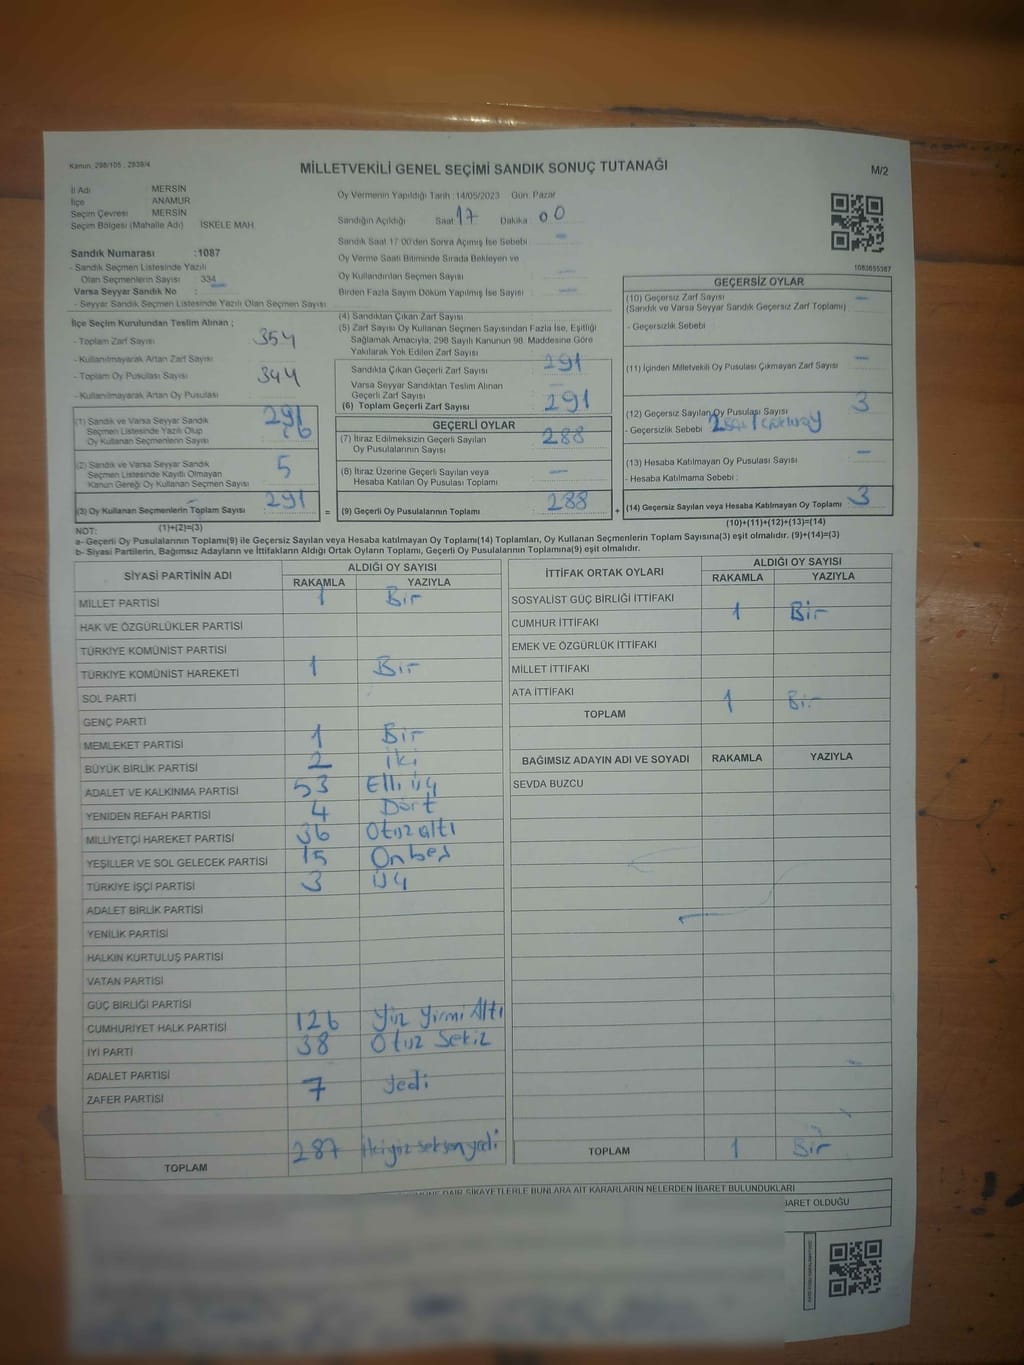 Kanun: 298/105 ; 2839/4
MİLLETVEKİLİ GENEL SEÇİMİ SANDIK SONUÇ TUTANAĞI
M/2
İl Adı MERSİN
İlçe ANAMUR
Seçim Çevresi MERSİN
Seçim Bölgesi (Mahalle Adı) İSKELE MAH
Oy Vermenin Yapıldığı Tarih : 14/05/2023 Gün: Pazar
Sandığın Açıldığı Saat 17 Dakika 00
Sandık Saat 17:00'den Sonra Açılmış İse Sebebi : —
Oy Verme Saati Bitiminde Sırada Bekleyen ve
Oy Kullandırılan Seçmen Sayısı : —
Birden Fazla Sayım Döküm Yapılmış İse Sayısı : —
Sandık Numarası :1087
- Sandık Seçmen Listesinde Yazılı
Olan Seçmenlerin Sayısı : 334
Varsa Seyyar Sandık No :
- Seyyar Sandık Seçmen Listesinde Yazılı Olan Seçmen Sayısı :
İlçe Seçim Kurulundan Teslim Alınan ;
- Toplam Zarf Sayısı 354
- Kullanılmayarak Artan Zarf Sayısı
- Toplam Oy Pusulası Sayısı 344
- Kullanılmayarak Artan Oy Pusulası
(1) Sandık ve Varsa Seyyar Sandık
Seçmen Listesinde Yazılı Olup
Oy Kullanan Seçmenlerin Sayısı
(2) Sandık ve Varsa Seyyar Sandık
Seçmen Listesinde Kayıtlı Olmayan
Kanun Gereği Oy Kullanan Seçmen Sayısı 5
(3) Oy Kullanan Seçmenlerin Toplam Sayısı 291
(1)+(2)=(3)
(4) Sandıktan Çıkan Zarf Sayısı
(5) Zarf Sayısı Oy Kullanan Seçmen Sayısından Fazla İse, Eşitliği
Sağlamak Amacıyla, 298 Sayılı Kanunun 98. Maddesine Göre
Yakılarak Yok Edilen Zarf Sayısı
Sandıkta Çıkan Geçerli Zarf Sayısı 291
Varsa Seyyar Sandıktan Teslim Alınan
Geçerli Zarf Sayısı
(6) Toplam Geçerli Zarf Sayısı 291
GEÇERLİ OYLAR
(7) İtiraz Edilmeksizin Geçerli Sayılan
Oy Pusulalarının Sayısı 288
(8) İtiraz Üzerine Geçerli Sayılan veya
Hesaba Katılan Oy Pusulası Toplamı —
= (9) Geçerli Oy Pusulalarının Toplamı 288 +
1083655387
GEÇERSİZ OYLAR
(10) Geçersiz Zarf Sayısı —
(Sandık ve Varsa Seyyar Sandık Geçersiz Zarf Toplamı)
- Geçersizlik Sebebi
(11) İçinden Milletvekili Oy Pusulası Çıkmayan Zarf Sayısı —
(12) Geçersiz Sayılan Oy Pusulası Sayısı 3
- Geçersizlik Sebebi
(13) Hesaba Katılmayan Oy Pusulası Sayısı —
- Hesaba Katılmama Sebebi :
(14) Geçersiz Sayılan veya Hesaba Katılmayan Oy Toplamı 3
(10)+(11)+(12)+(13)=(14)
NOT:
a- Geçerli Oy Pusulalarının Toplamı(9) ile Geçersiz Sayılan veya Hesaba katılmayan Oy Toplamı(14) Toplamları, Oy Kullanan Seçmenlerin Toplam Sayısına(3) eşit olmalıdır. (9)+(14)=(3)
b- Siyasi Partilerin, Bağımsız Adayların ve İttifakların Aldığı Ortak Oyların Toplamı, Geçerli Oy Pusulalarının Toplamına(9) eşit olmalıdır.
SİYASİ PARTİNİN ADI ALDIĞI OY SAYISI
RAKAMLA YAZIYLA
MİLLET PARTİSİ 1 Bir
HAK VE ÖZGÜRLÜKLER PARTİSİ
TÜRKİYE KOMÜNİST PARTİSİ
TÜRKİYE KOMÜNİST HAREKETİ 1 Bir
SOL PARTİ
GENÇ PARTİ
MEMLEKET PARTİSİ 1 Bir
BÜYÜK BİRLİK PARTİSİ 2 iki
ADALET VE KALKINMA PARTİSİ 53 Elli üç
YENİDEN REFAH PARTİSİ 4 Dört
MİLLİYETÇİ HAREKET PARTİSİ 36 Otuz altı
YEŞİLLER VE SOL GELECEK PARTİSİ 15 Onbeş
TÜRKİYE İŞÇİ PARTİSİ 3 Üç
ADALET BİRLİK PARTİSİ
YENİLİK PARTİSİ
HALKIN KURTULUŞ PARTİSİ
VATAN PARTİSİ
GÜÇ BİRLİĞİ PARTİSİ
CUMHURİYET HALK PARTİSİ 126 Yüz Yirmi Altı
İYİ PARTİ 38 Otuz Sekiz
ADALET PARTİSİ
ZAFER PARTİSİ 7 Yedi
TOPLAM 287 ikiyüz seksen yedi
İTTİFAK ORTAK OYLARI ALDIĞI OY SAYISI
RAKAMLA YAZIYLA
SOSYALİST GÜÇ BİRLİĞİ İTTİFAKI
CUMHUR İTTİFAKI 1 Bir
EMEK VE ÖZGÜRLÜK İTTİFAKI
MİLLET İTTİFAKI
ATA İTTİFAKI
TOPLAM 1 Bir
BAĞIMSIZ ADAYIN ADI VE SOYADI RAKAMLA YAZIYLA
SEVDA BUZCU
TOPLAM 1 Bir
DAİR ŞİKAYETLERLE BUNLARA AİT KARARLARIN NELERDEN İBARET BULUNDUKLARI
İBARET OLDUĞU